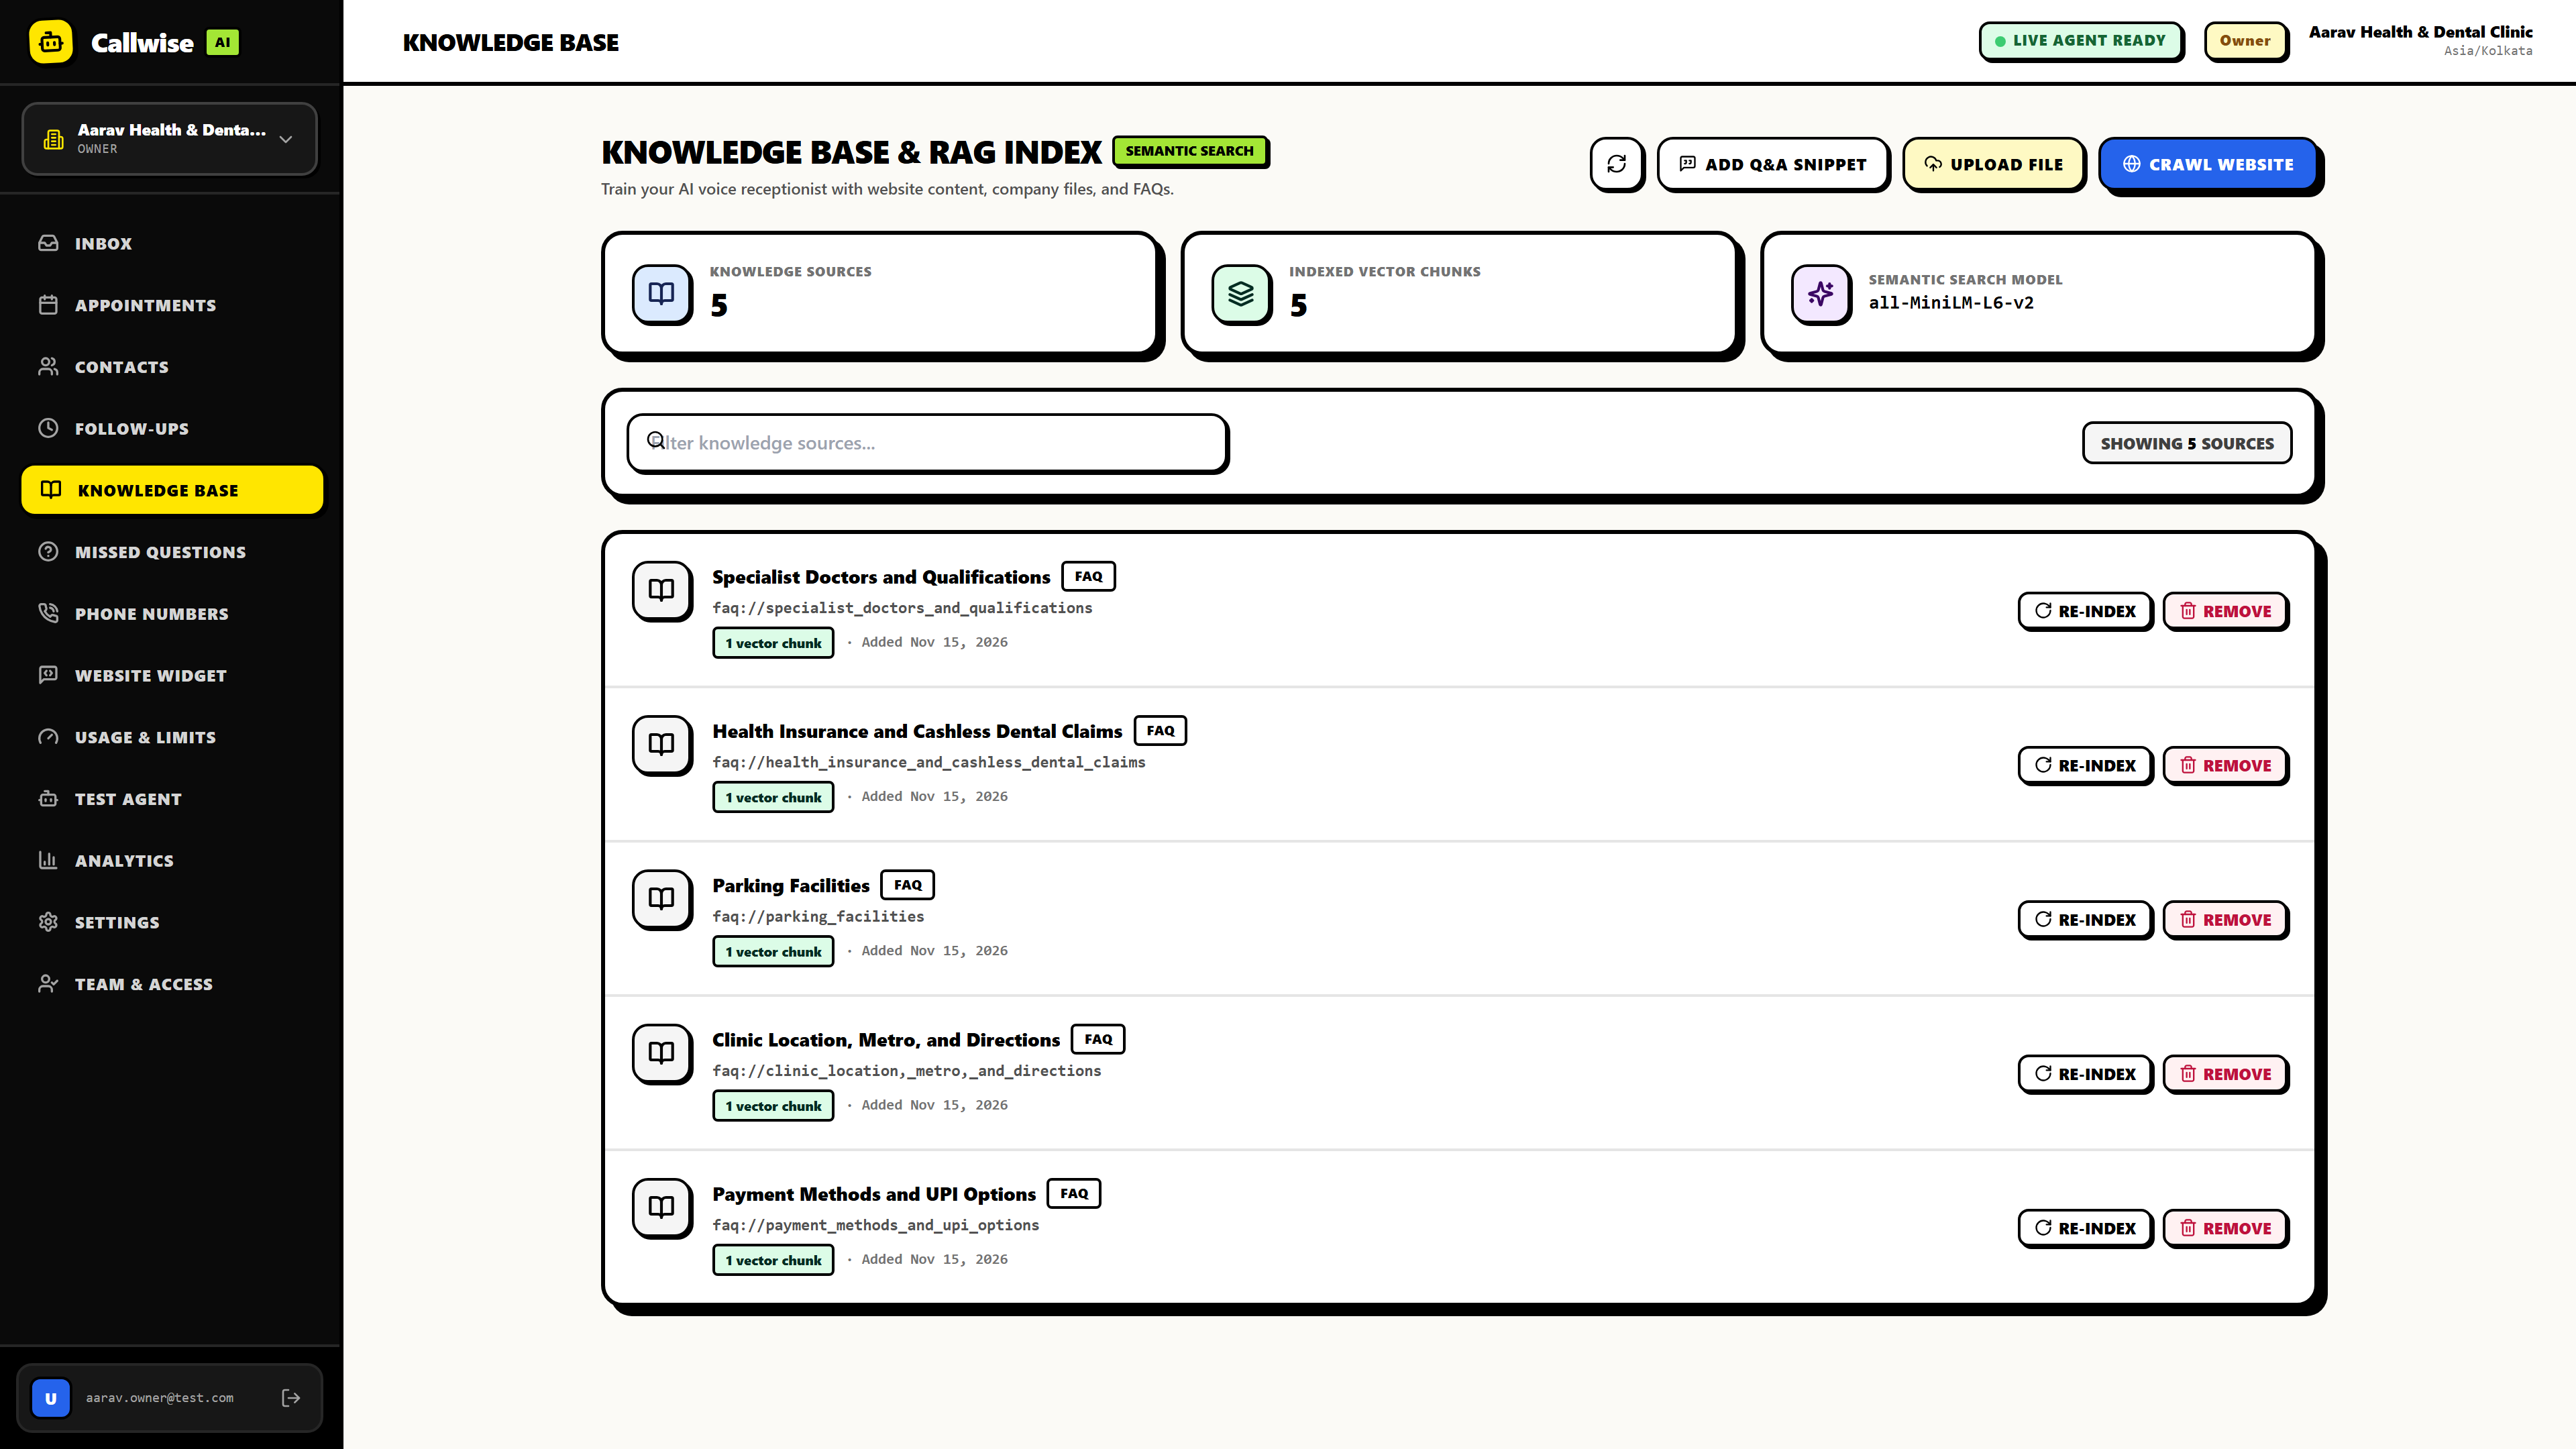 Callwise AI
Aarav Health & Denta...
OWNER
INBOX
APPOINTMENTS
CONTACTS
FOLLOW-UPS
KNOWLEDGE BASE
MISSED QUESTIONS
PHONE NUMBERS
WEBSITE WIDGET
USAGE & LIMITS
TEST AGENT
ANALYTICS
SETTINGS
TEAM & ACCESS
U aarav.owner@test.com
KNOWLEDGE BASE
LIVE AGENT READY
Owner
Aarav Health & Dental Clinic
Asia/Kolkata
KNOWLEDGE BASE & RAG INDEX SEMANTIC SEARCH
Train your AI voice receptionist with website content, company files, and FAQs.
ADD Q&A SNIPPET
UPLOAD FILE
CRAWL WEBSITE
KNOWLEDGE SOURCES
5
INDEXED VECTOR CHUNKS
5
SEMANTIC SEARCH MODEL
all-MiniLM-L6-v2
Filter knowledge sources...
SHOWING 5 SOURCES
Specialist Doctors and Qualifications FAQ
faq://specialist_doctors_and_qualifications
1 vector chunk · Added Nov 15, 2026
RE-INDEX REMOVE
Health Insurance and Cashless Dental Claims FAQ
faq://health_insurance_and_cashless_dental_claims
1 vector chunk · Added Nov 15, 2026
RE-INDEX REMOVE
Parking Facilities FAQ
faq://parking_facilities
1 vector chunk · Added Nov 15, 2026
RE-INDEX REMOVE
Clinic Location, Metro, and Directions FAQ
faq://clinic_location,_metro,_and_directions
1 vector chunk · Added Nov 15, 2026
RE-INDEX REMOVE
Payment Methods and UPI Options FAQ
faq://payment_methods_and_upi_options
1 vector chunk · Added Nov 15, 2026
RE-INDEX REMOVE